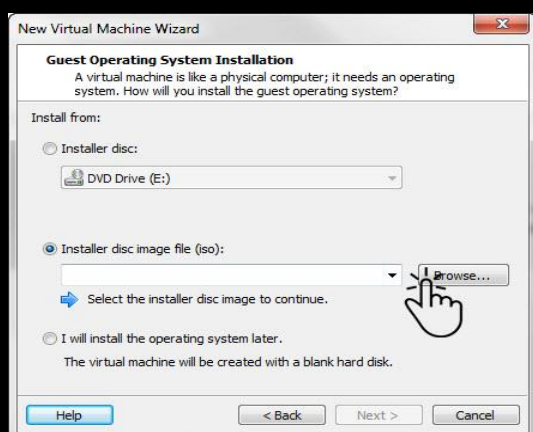 New Virtual Machine Wizard
Guest Operating System Installation
A virtual machine is like a physical computer; it needs an operating
system. How will you install the guest operating system?
Install from:
Installer disc:
DVD Drive (E:)
Installer disc image file (iso):
Browse...
Select the installer disc image to continue.
I will install the operating system later.
The virtual machine will be created with a blank hard disk.
Help
< Back
Next >
Cancel